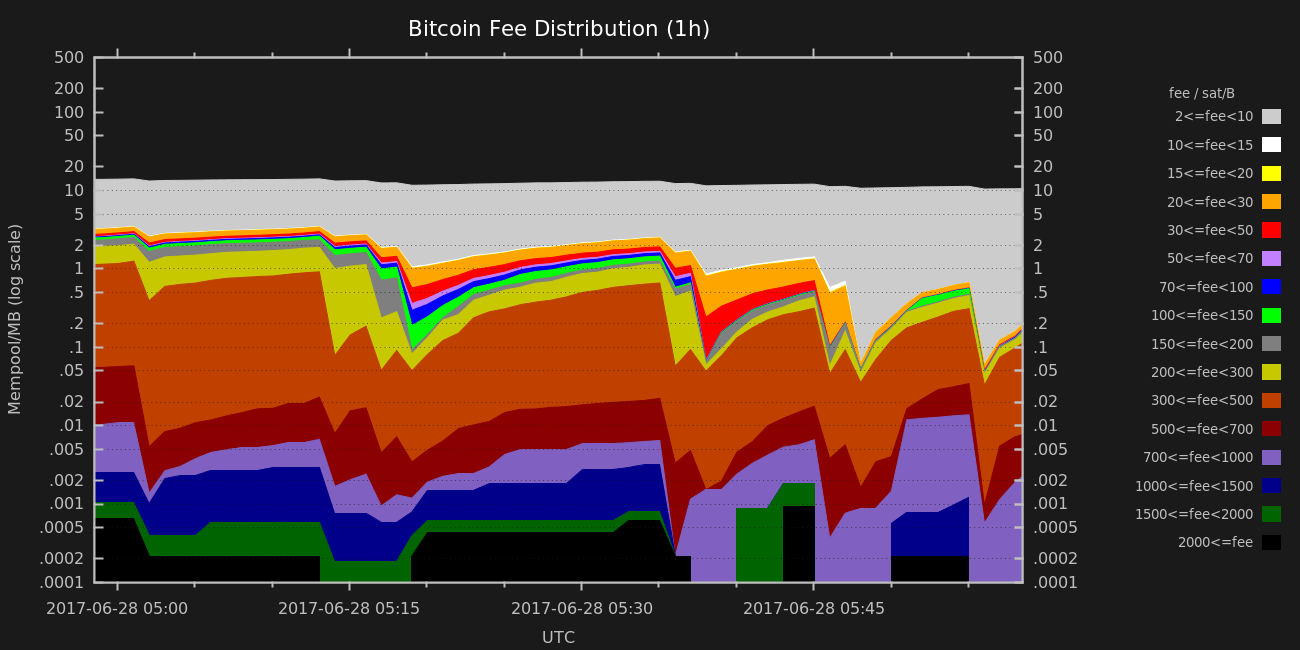 Bitcoin Fee Distribution (1h)
500
200
100
50
20
10
5
2
1
.5
.2
.1
.05
.02
.01
.005
.002
.001
.0005
.0002
.0001
Mempool/MB (log scale)
500
200
100
50
20
10
5
2
1
.5
.2
.1
.05
.02
.01
.005
.002
.001
.0005
.0002
.0001
2017-06-28 05:00
2017-06-28 05:15
2017-06-28 05:30
2017-06-28 05:45
UTC
fee / sat/B
2<=fee<10
10<=fee<15
15<=fee<20
20<=fee<30
30<=fee<50
50<=fee<70
70<=fee<100
100<=fee<150
150<=fee<200
200<=fee<300
300<=fee<500
500<=fee<700
700<=fee<1000
1000<=fee<1500
1500<=fee<2000
2000<=fee